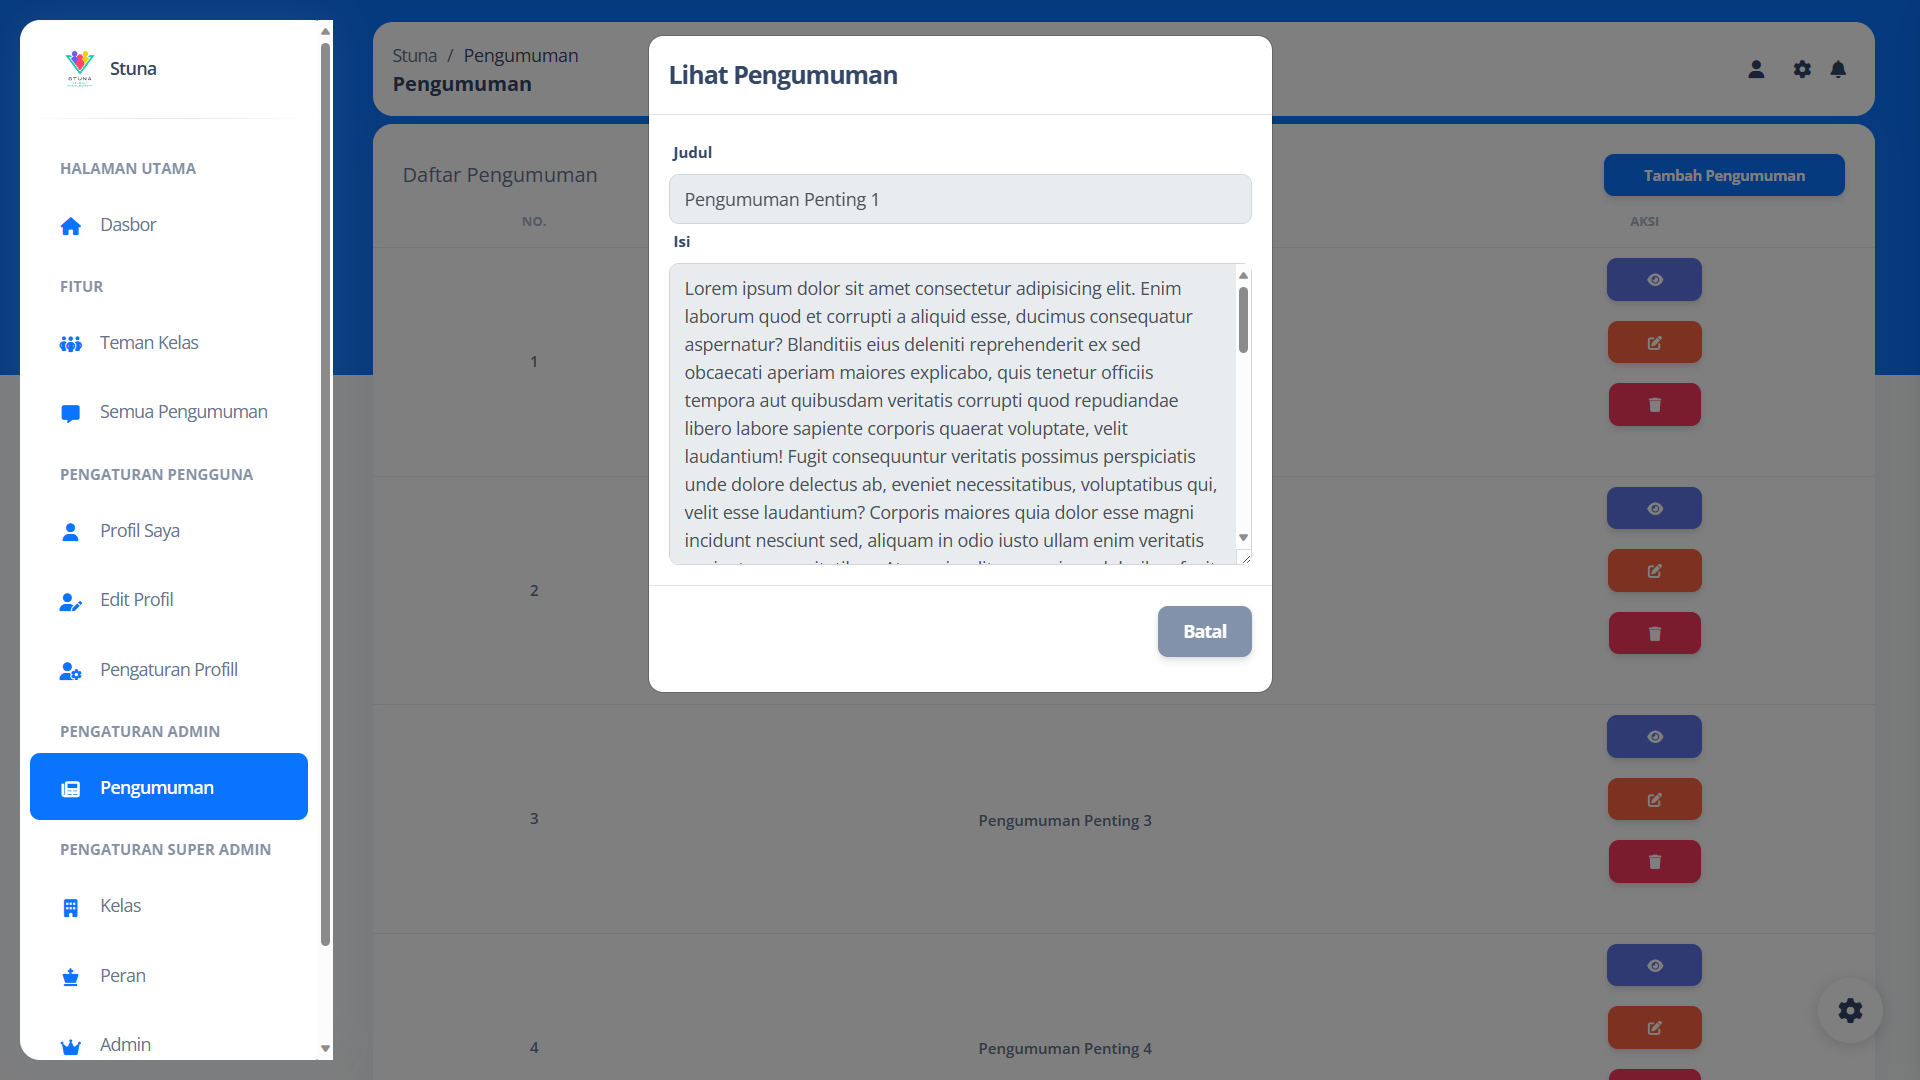 Stuna
HALAMAN UTAMA
Dasbor
FITUR
Teman Kelas
Semua Pengumuman
PENGATURAN PENGGUNA
Profil Saya
Edit Profil
Pengaturan Profill
PENGATURAN ADMIN
Pengumuman
PENGATURAN SUPER ADMIN
Kelas
Peran
Admin
Stuna / Pengumuman
Pengumuman
Daftar Pengumuman
Tambah Pengumuman
NO.
AKSI
1
2
3
Pengumuman Penting 3
4
Pengumuman Penting 4
Lihat Pengumuman
Judul
Pengumuman Penting 1
Isi
Lorem ipsum dolor sit amet consectetur adipisicing elit. Enim
laborum quod et corrupti a aliquid esse, ducimus consequatur
aspernatur? Blanditiis eius deleniti reprehenderit ex sed
obcaecati aperiam maiores explicabo, quis tenetur officiis
tempora aut quibusdam veritatis corrupti quod repudiandae
libero labore sapiente corporis quaerat voluptate, velit
laudantium! Fugit consequuntur veritatis possimus perspiciatis
unde dolore delectus ab, eveniet necessitatibus, voluptatibus qui,
velit esse laudantium? Corporis maiores quia dolor esse magni
incidunt nesciunt sed, aliquam in odio iusto ullam enim veritatis
Batal